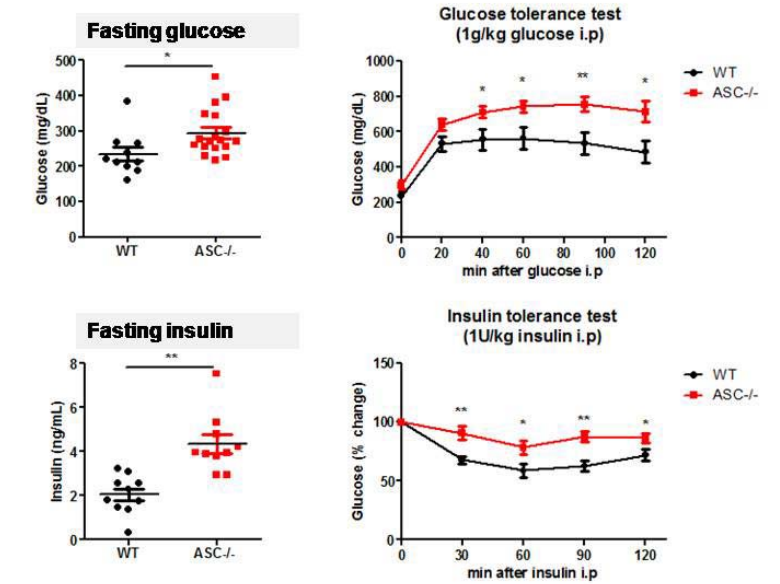 Fasting glucose
*
500
400
300
200
100
0
Glucose (mg/dL)
WT ASC-/-
Glucose tolerance test
(1g/kg glucose i.p)
1000
800
600
400
200
0
Glucose (mg/dL)
* * ** *
WT
ASC-/-
0 20 40 60 80 100 120
min after glucose i.p
Fasting insulin
**
8
6
4
2
0
Insulin (ng/mL)
WT ASC-/-
Insulin tolerance test
(1U/kg insulin i.p)
150
100
50
0
Glucose (% change)
** * ** *
WT
ASC-/-
0 30 60 90 120
min after insulin i.p